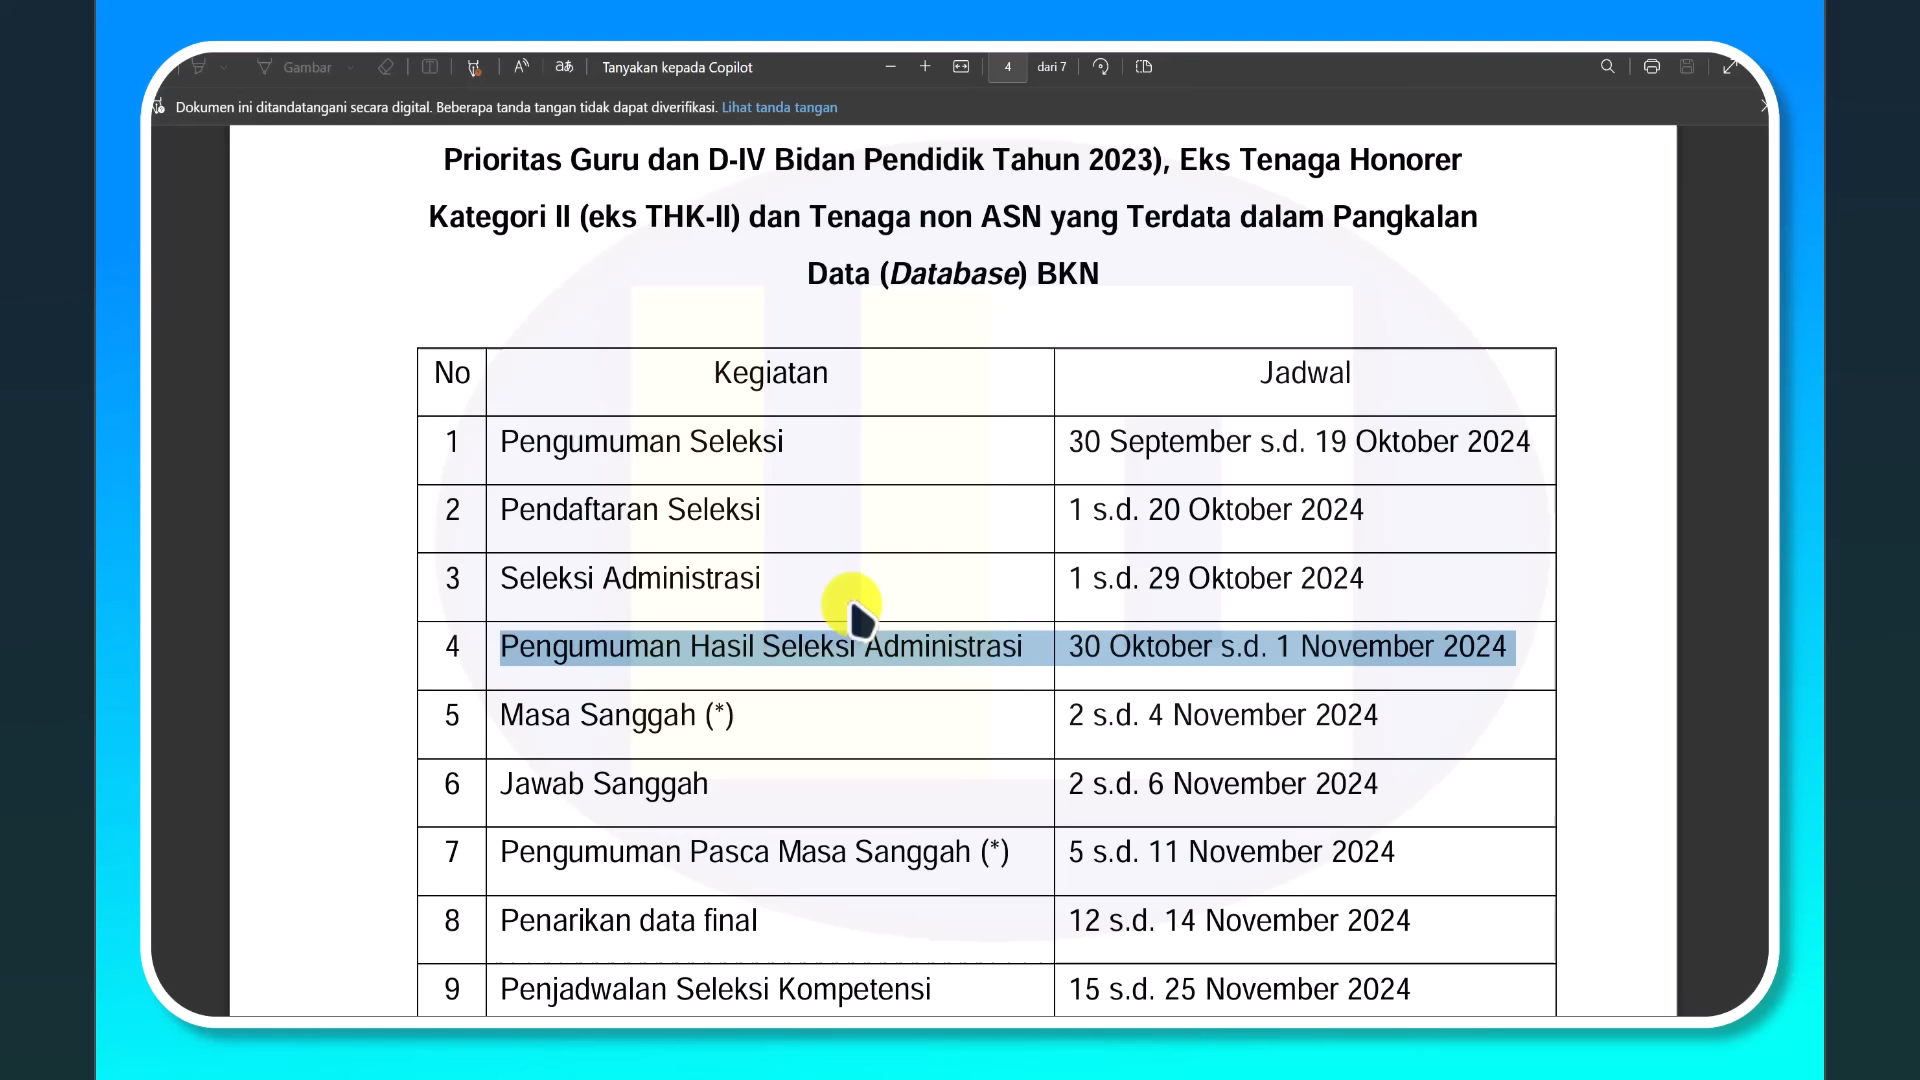 Gambar
Tanyakan kepada Copilot
4 dari 7
Dokumen ini ditandatangani secara digital. Beberapa tanda tangan tidak dapat diverifikasi. Lihat tanda tangan
Prioritas Guru dan D-IV Bidan Pendidik Tahun 2023), Eks Tenaga Honorer
Kategori II (eks THK-II) dan Tenaga non ASN yang Terdata dalam Pangkalan
Data (Database) BKN
No Kegiatan Jadwal
1 Pengumuman Seleksi 30 September s.d. 19 Oktober 2024
2 Pendaftaran Seleksi 1 s.d. 20 Oktober 2024
3 Seleksi Administrasi 1 s.d. 29 Oktober 2024
4 Pengumuman Hasil Seleksi Administrasi 30 Oktober s.d. 1 November 2024
5 Masa Sanggah (*) 2 s.d. 4 November 2024
6 Jawab Sanggah 2 s.d. 6 November 2024
7 Pengumuman Pasca Masa Sanggah (*) 5 s.d. 11 November 2024
8 Penarikan data final 12 s.d. 14 November 2024
9 Penjadwalan Seleksi Kompetensi 15 s.d. 25 November 2024